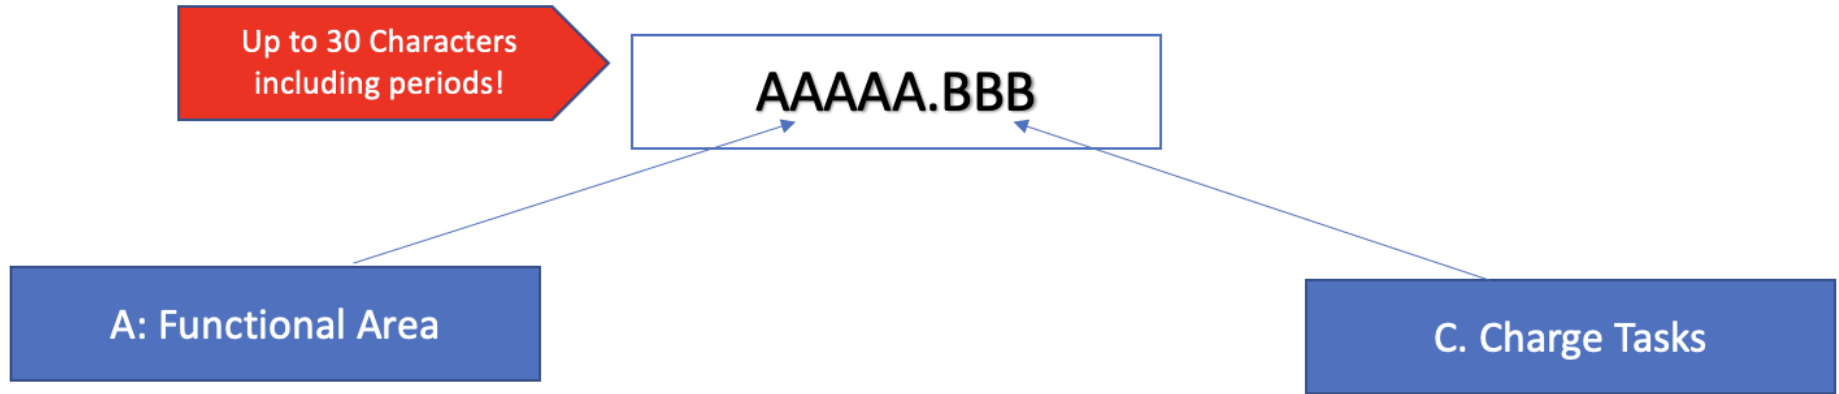 Up to 30 Characters
including periods!
AAAAA.BBB
A: Functional Area
C. Charge Tasks